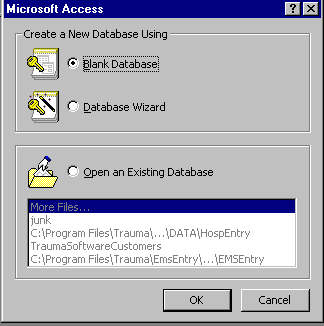 Microsoft Access
Create a New Database Using
Blank Database
Database Wizard
Open an Existing Database
More Files...
junk
C:\Program Files\Trauma\...\DATA\HospEntry
TraumaSoftwareCustomers
C:\Program Files\Trauma\EmsEntry\...\EMSEntry
OK
Cancel